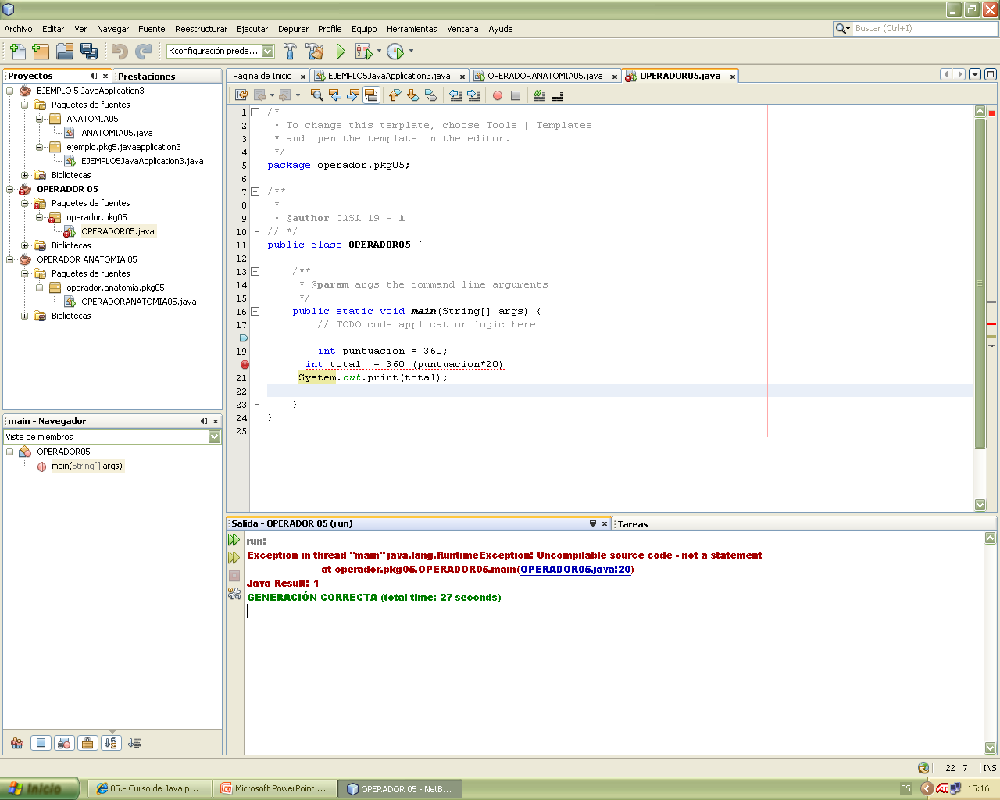 Archivo Editar Ver Navegar Fuente Reestructurar Ejecutar Depurar Profile Equipo Herramientas Ventana Ayuda
Buscar (Ctrl+I)
<configuración prede...
Proyectos
Prestaciones
EJEMPLO 5 JavaApplication3
Paquetes de fuentes
ANATOMIA05
ANATOMIA05.java
ejemplo.pkg5.javaapplication3
EJEMPLO5JavaApplication3.java
Bibliotecas
OPERADOR 05
Paquetes de fuentes
operador.pkg05
OPERADOR05.java
Bibliotecas
OPERADOR ANATOMIA 05
Paquetes de fuentes
operador.anatomia.pkg05
OPERADORANATOMIA05.java
Bibliotecas
main - Navegador
Vista de miembros
OPERADOR05
main(String[] args)
Página de Inicio EJEMPLO5JavaApplication3.java OPERADORANATOMIA05.java OPERADOR05.java
1 /*
2 * To change this template, choose Tools | Templates
3 * and open the template in the editor.
4 */
5 package operador.pkg05;
6
7 /**
8 *
9 * @author CASA 19 - A
10 // */
11 public class OPERADOR05 {
12
13 /**
14 * @param args the command line arguments
15 */
16 public static void main(String[] args) {
17 // TODO code application logic here
19 int puntuacion = 360;
int total  = 360 (puntuacion*20)
21 System.out.print(total);
22
23 }
24 }
25
Salida - OPERADOR 05 (run)
Tareas
run:
Exception in thread "main" java.lang.RuntimeException: Uncompilable source code - not a statement
at operador.pkg05.OPERADOR05.main(OPERADOR05.java:20)
Java Result: 1
GENERACIÓN CORRECTA (total time: 27 seconds)
22 | 7 INS
Inicio 05.- Curso de Java p... Microsoft PowerPoint ... OPERADOR 05 - NetB... ES 15:16